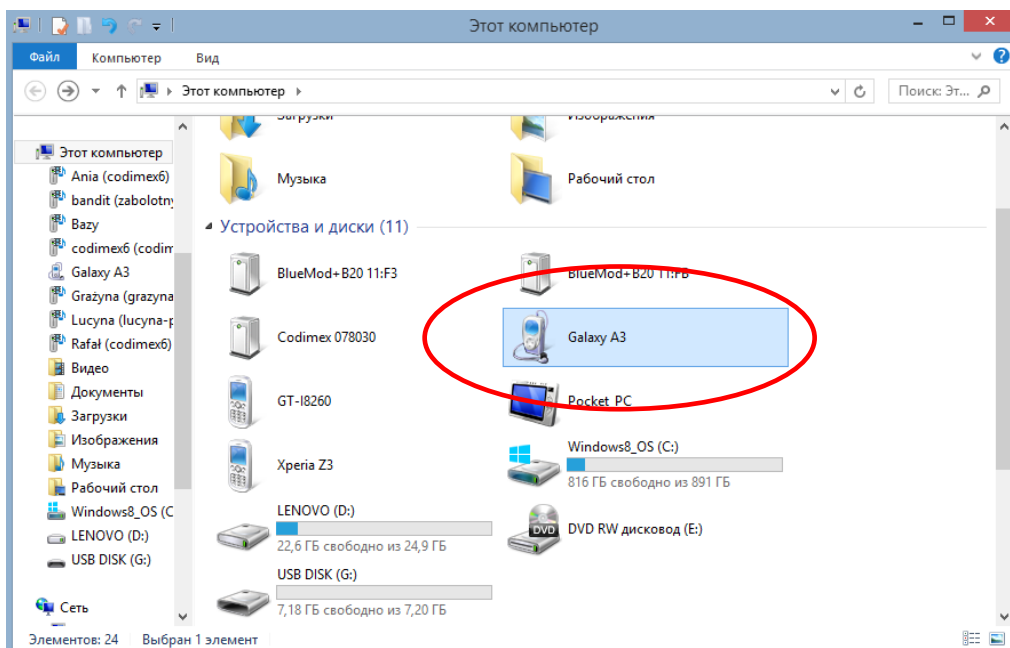 Этот компьютер
Файл Компьютер Вид
Этот компьютер
Поиск: Эт...
Этот компьютер
Ania (codimex6)
bandit (zabolotny
Bazy
codimex6 (codim
Galaxy A3
Grażyna (grazyna
Lucyna (lucyna-p
Rafał (codimex6)
Видео
Документы
Загрузки
Изображения
Музыка
Рабочий стол
Windows8_OS (C
LENOVO (D:)
USB DISK (G:)
Сеть
Загрузки
Изображения
Музыка
Рабочий стол
Устройства и диски (11)
BlueMod+B20 11:F3
BlueMod+B20 11:FB
Codimex 078030
Galaxy A3
GT-I8260
Pocket_PC
Xperia Z3
Windows8_OS (C:)
816 ГБ свободно из 891 ГБ
LENOVO (D:)
22,6 ГБ свободно из 24,9 ГБ
DVD RW дисковод (E:)
DVD
USB DISK (G:)
7,18 ГБ свободно из 7,20 ГБ
Элементов: 24 Выбран 1 элемент